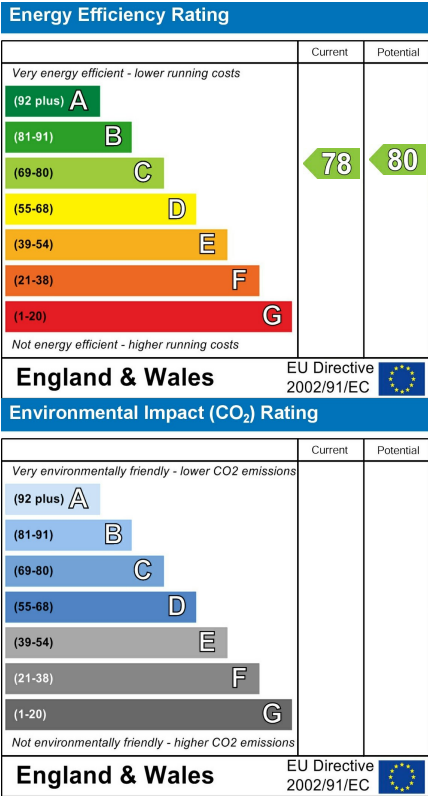 Energy Efficiency Rating
Current Potential
Very energy efficient - lower running costs
(92 plus) A
(81-91) B
(69-80) C
78 80
(55-68) D
(39-54) E
(21-38) F
(1-20) G
Not energy efficient - higher running costs
England & Wales
EU Directive
2002/91/EC
Environmental Impact (CO₂) Rating
Current Potential
Very environmentally friendly - lower CO2 emissions
(92 plus) A
(81-91) B
(69-80) C
(55-68) D
(39-54) E
(21-38) F
(1-20) G
Not environmentally friendly - higher CO2 emissions
England & Wales
EU Directive
2002/91/EC